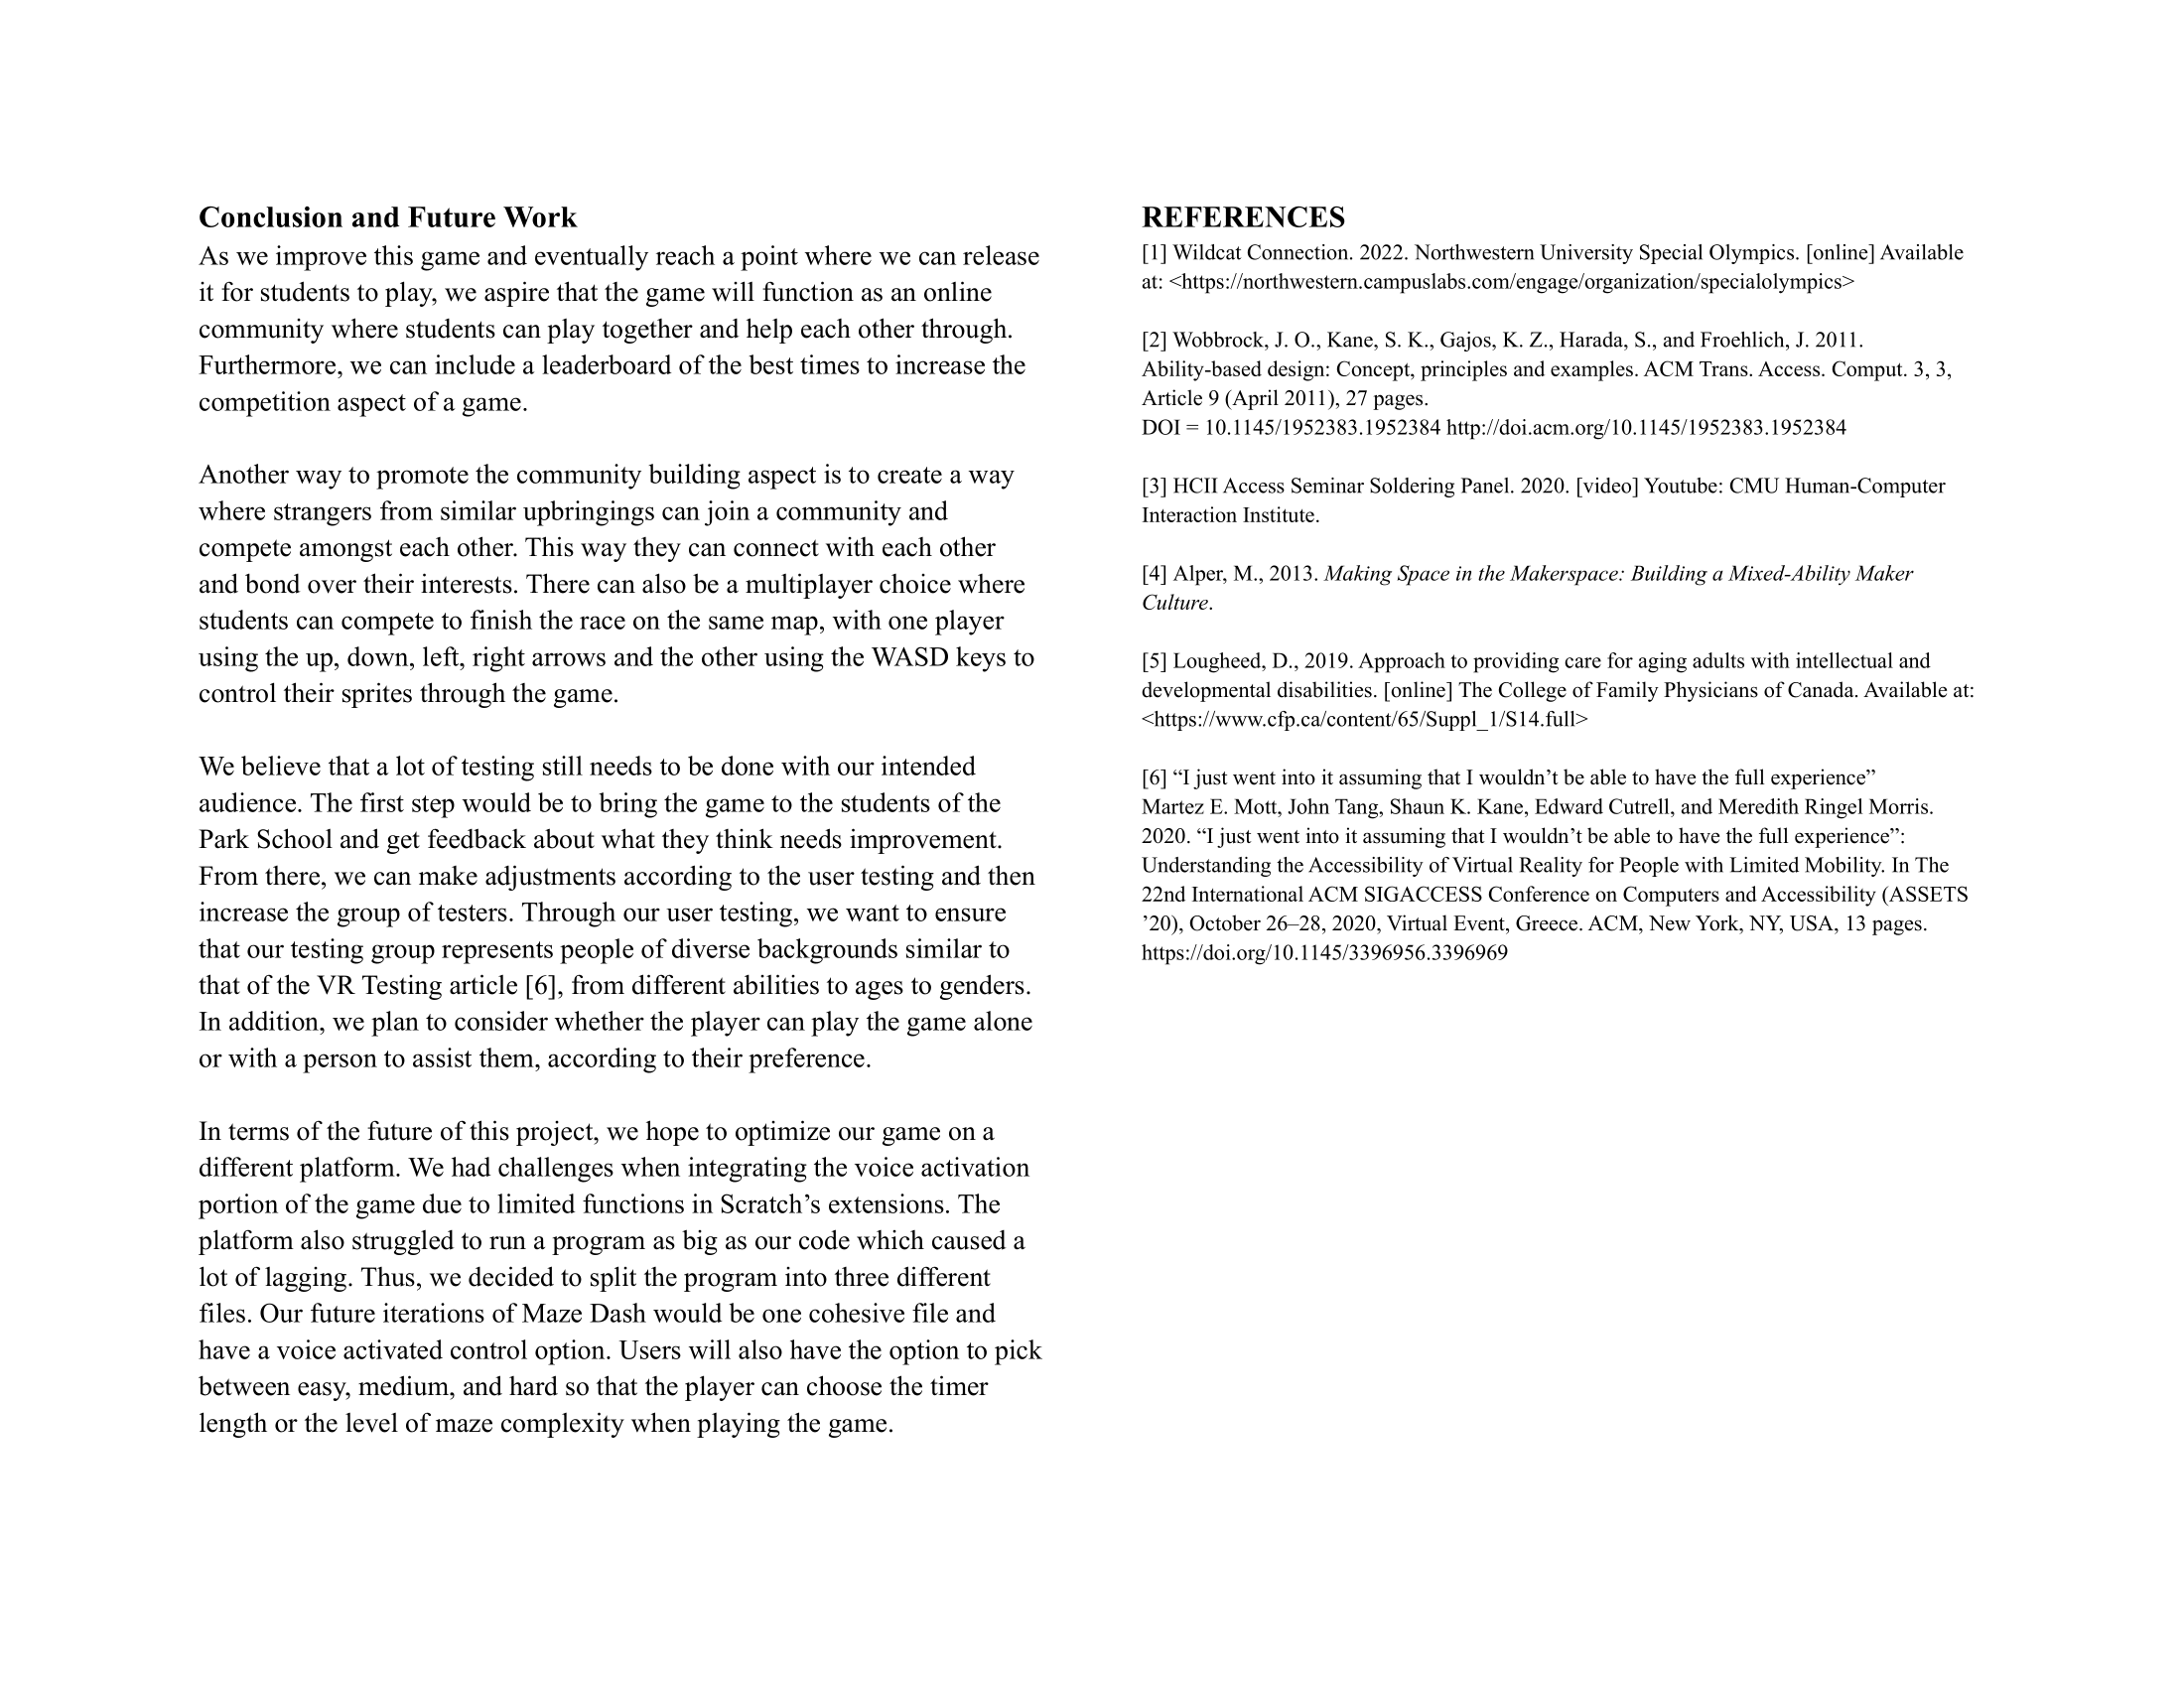 Conclusion and Future Work
As we improve this game and eventually reach a point where we can release
it for students to play, we aspire that the game will function as an online
community where students can play together and help each other through.
Furthermore, we can include a leaderboard of the best times to increase the
competition aspect of a game.
Another way to promote the community building aspect is to create a way
where strangers from similar upbringings can join a community and
compete amongst each other. This way they can connect with each other
and bond over their interests. There can also be a multiplayer choice where
students can compete to finish the race on the same map, with one player
using the up, down, left, right arrows and the other using the WASD keys to
control their sprites through the game.
We believe that a lot of testing still needs to be done with our intended
audience. The first step would be to bring the game to the students of the
Park School and get feedback about what they think needs improvement.
From there, we can make adjustments according to the user testing and then
increase the group of testers. Through our user testing, we want to ensure
that our testing group represents people of diverse backgrounds similar to
that of the VR Testing article [6], from different abilities to ages to genders.
In addition, we plan to consider whether the player can play the game alone
or with a person to assist them, according to their preference.
In terms of the future of this project, we hope to optimize our game on a
different platform. We had challenges when integrating the voice activation
portion of the game due to limited functions in Scratch’s extensions. The
platform also struggled to run a program as big as our code which caused a
lot of lagging. Thus, we decided to split the program into three different
files. Our future iterations of Maze Dash would be one cohesive file and
have a voice activated control option. Users will also have the option to pick
between easy, medium, and hard so that the player can choose the timer
length or the level of maze complexity when playing the game.
REFERENCES
[1] Wildcat Connection. 2022. Northwestern University Special Olympics. [online] Available
at: <https://northwestern.campuslabs.com/engage/organization/specialolympics>
[2] Wobbrock, J. O., Kane, S. K., Gajos, K. Z., Harada, S., and Froehlich, J. 2011.
Ability-based design: Concept, principles and examples. ACM Trans. Access. Comput. 3, 3,
Article 9 (April 2011), 27 pages.
DOI = 10.1145/1952383.1952384 http://doi.acm.org/10.1145/1952383.1952384
[3] HCII Access Seminar Soldering Panel. 2020. [video] Youtube: CMU Human-Computer
Interaction Institute.
[4] Alper, M., 2013. Making Space in the Makerspace: Building a Mixed-Ability Maker
Culture.
[5] Lougheed, D., 2019. Approach to providing care for aging adults with intellectual and
developmental disabilities. [online] The College of Family Physicians of Canada. Available at:
<https://www.cfp.ca/content/65/Suppl_1/S14.full>
[6] “I just went into it assuming that I wouldn’t be able to have the full experience”
Martez E. Mott, John Tang, Shaun K. Kane, Edward Cutrell, and Meredith Ringel Morris.
2020. “I just went into it assuming that I wouldn’t be able to have the full experience”:
Understanding the Accessibility of Virtual Reality for People with Limited Mobility. In The
22nd International ACM SIGACCESS Conference on Computers and Accessibility (ASSETS
’20), October 26–28, 2020, Virtual Event, Greece. ACM, New York, NY, USA, 13 pages.
https://doi.org/10.1145/3396956.3396969